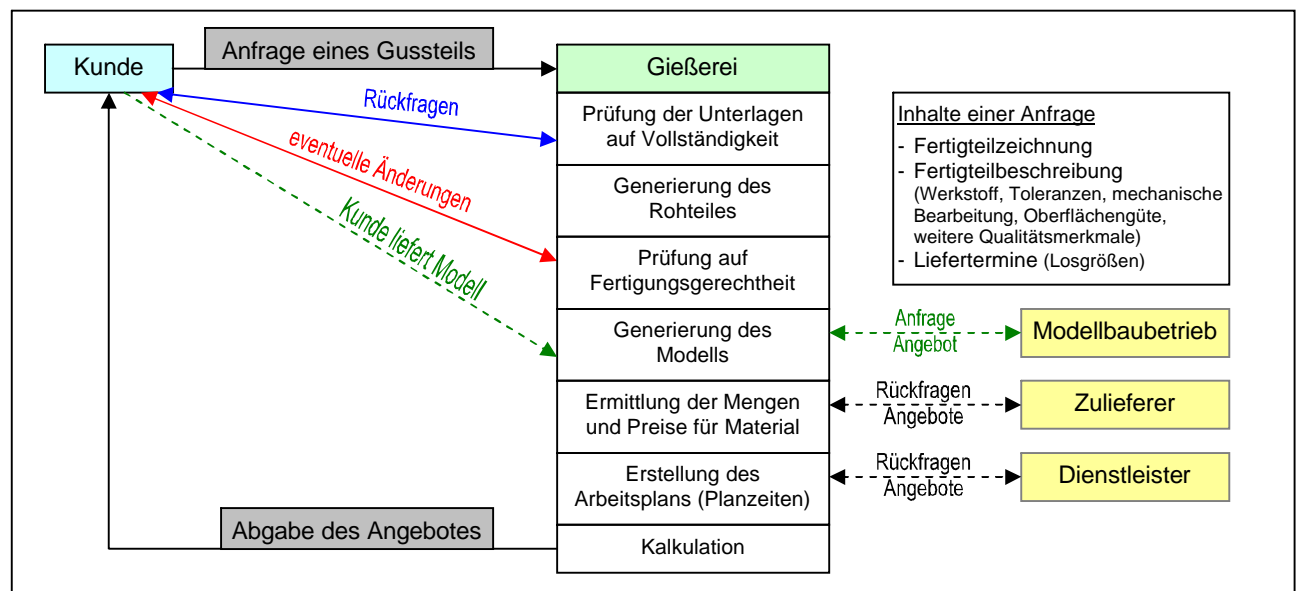 Kunde
Anfrage eines Gussteils
Gießerei
Rückfragen
eventuelle Änderungen
Kunde liefert Modell
Prüfung der Unterlagen
auf Vollständigkeit
Generierung des
Rohteiles
Prüfung auf
Fertigungsgerechtheit
Generierung des
Modells
Ermittlung der Mengen
und Preise für Material
Erstellung des
Arbeitsplans (Planzeiten)
Kalkulation
Abgabe des Angebotes
Inhalte einer Anfrage
- Fertigteilzeichnung
- Fertigteilbeschreibung
(Werkstoff, Toleranzen, mechanische
Bearbeitung, Oberflächengüte,
weitere Qualitätsmerkmale)
- Liefertermine (Losgrößen)
Anfrage
Angebot
Modellbaubetrieb
Rückfragen
Angebote
Zulieferer
Rückfragen
Angebote
Dienstleister